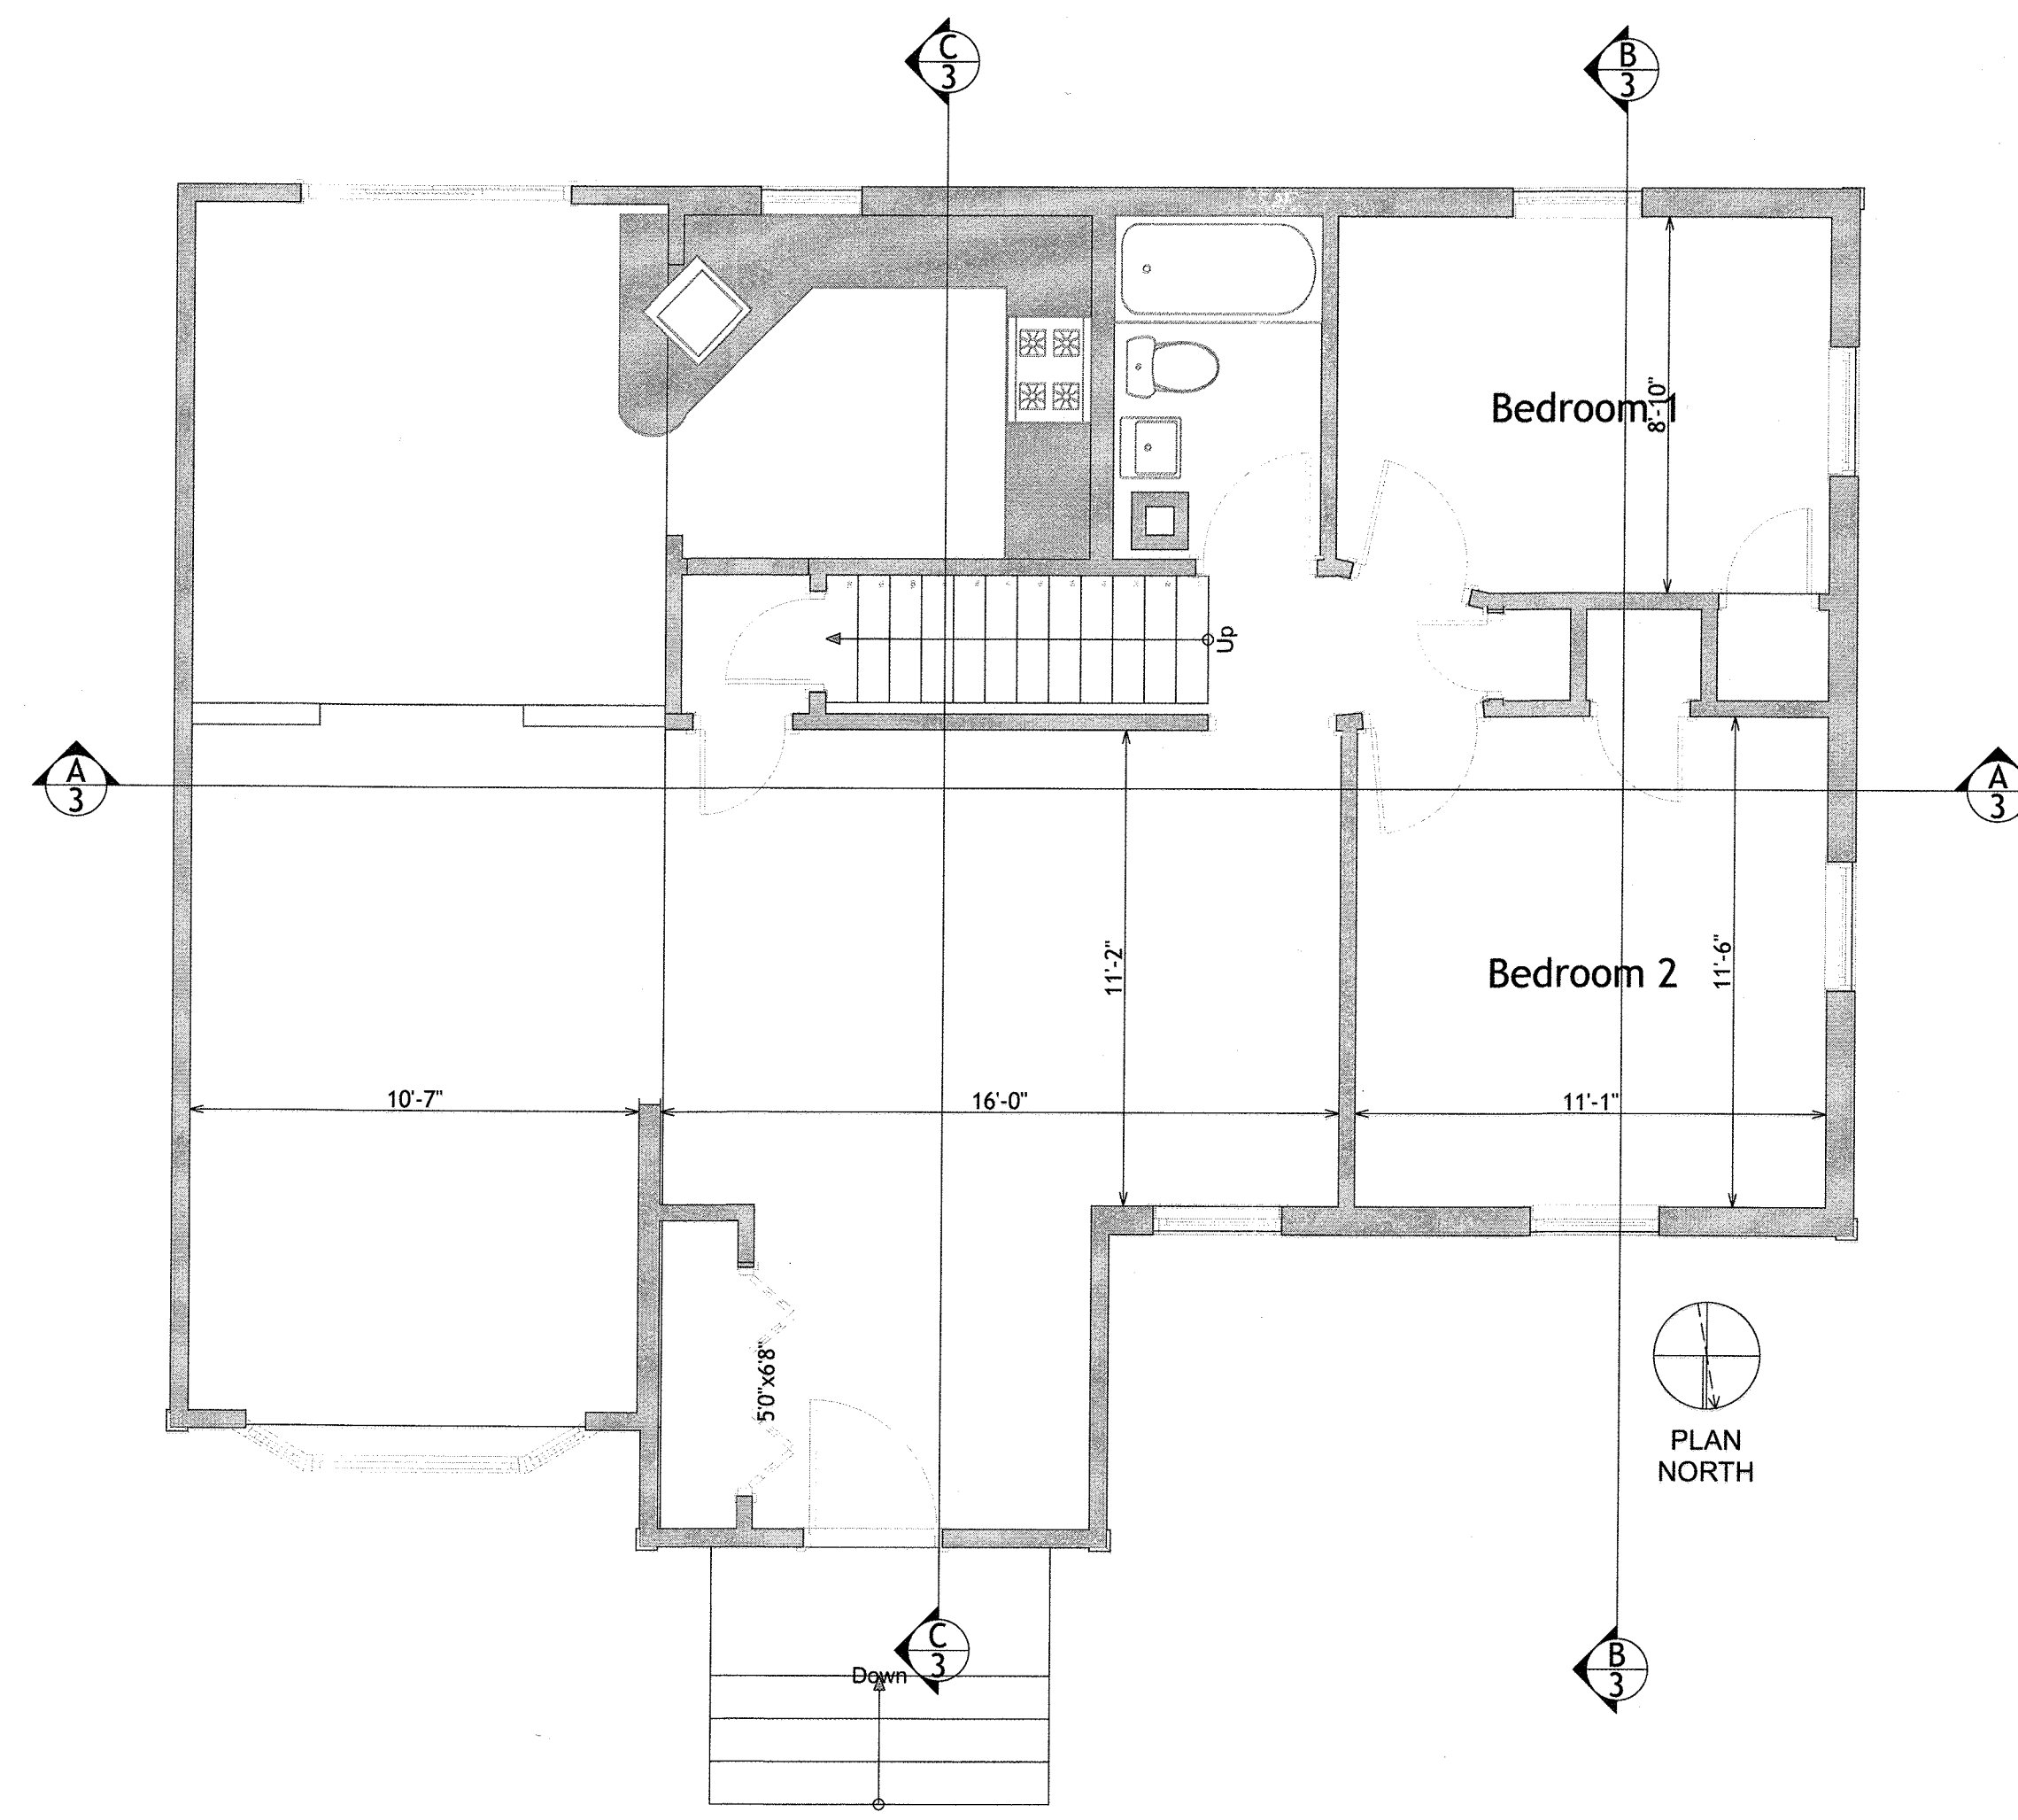 C
3
B
3
Bedroom 1
8'-10"
Up
A
3
A
3
11'-2"
Bedroom 2
11'-6"
10'-7"
16'-0"
11'-1"
5'0"x6'8"
PLAN
NORTH
C
3
Down
B
3